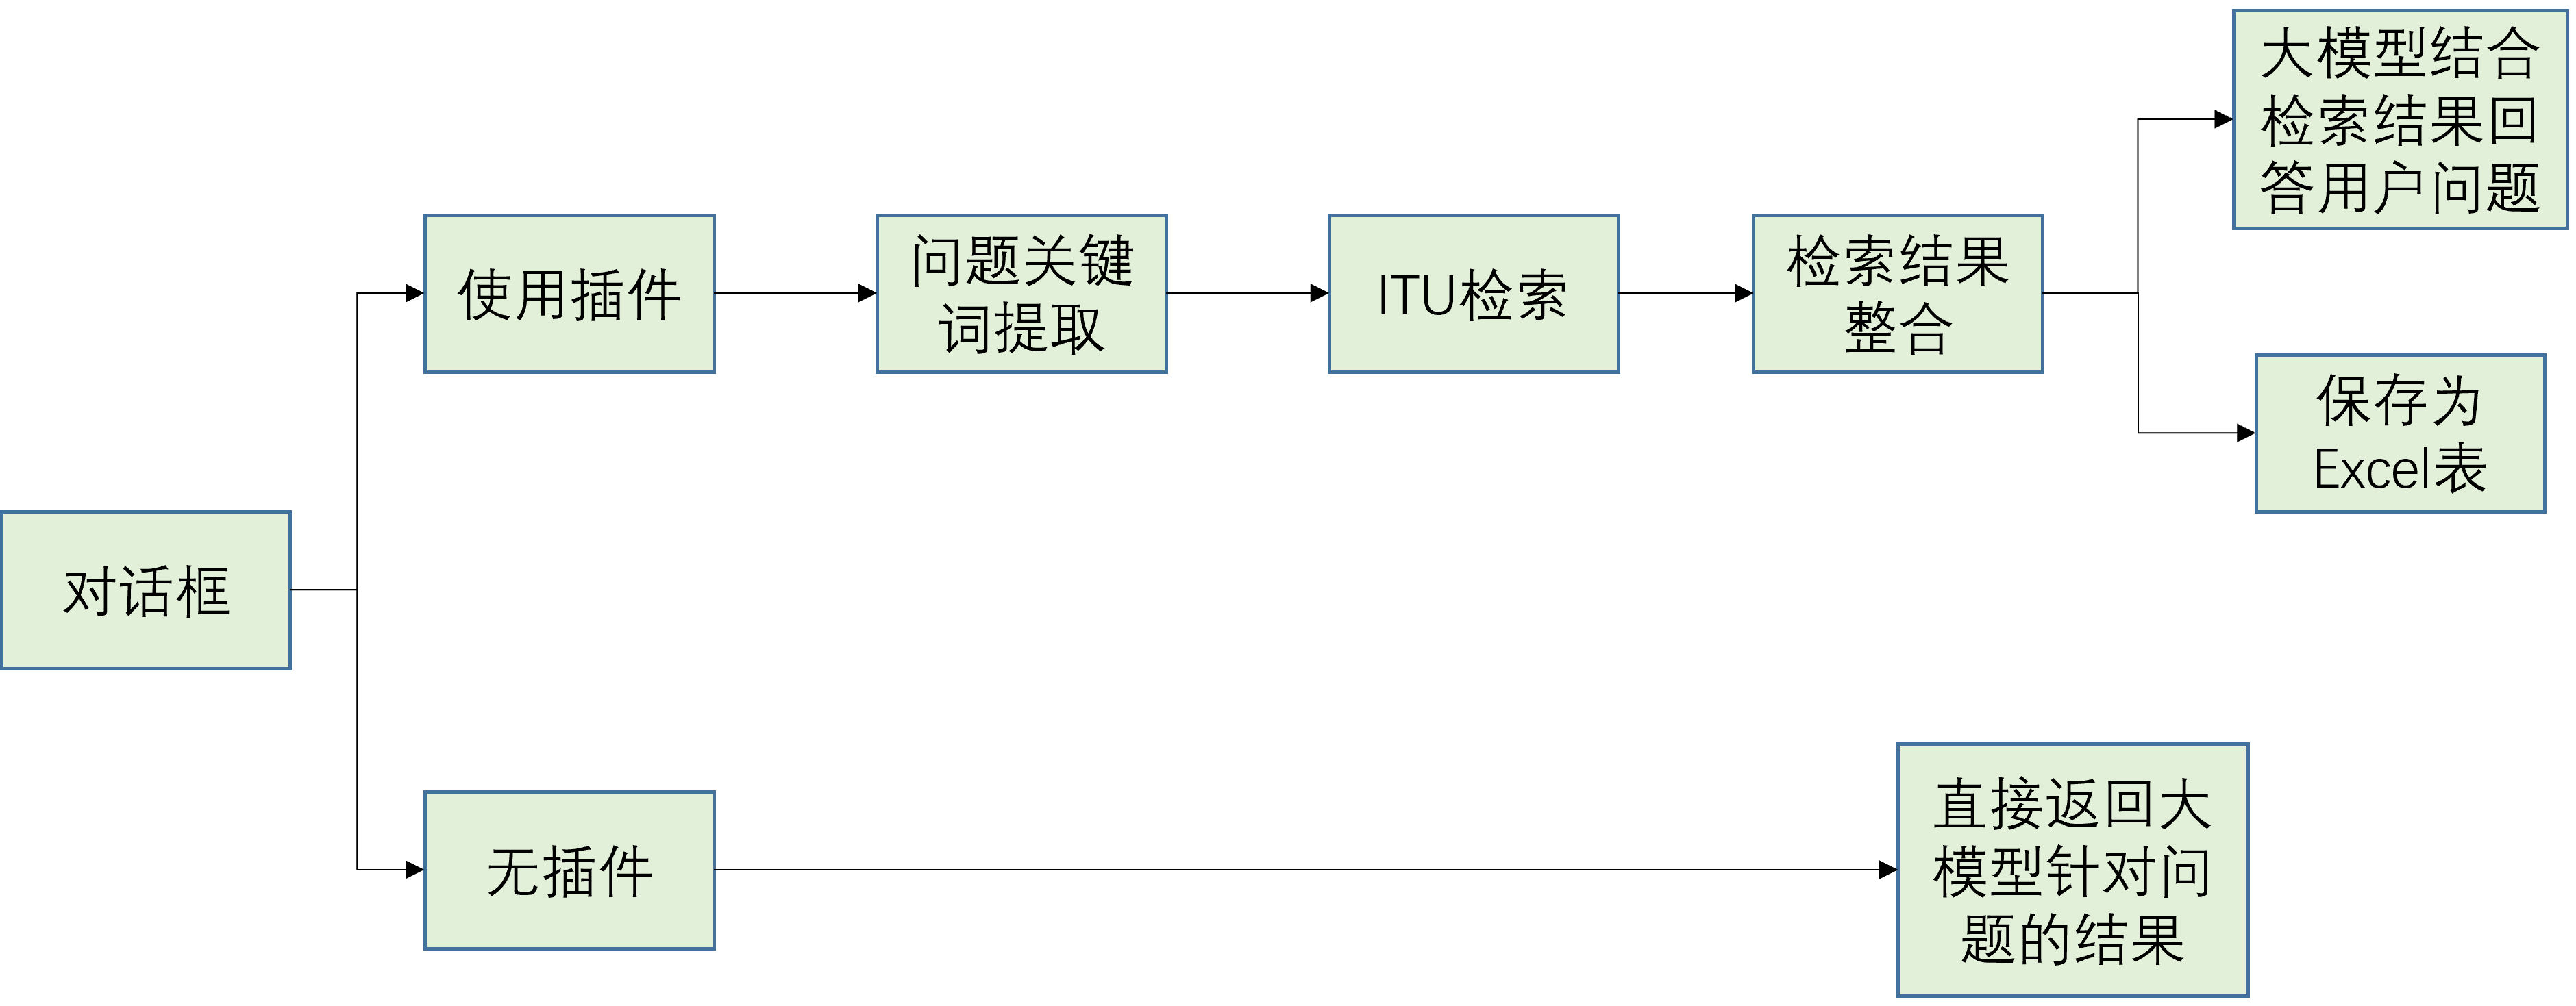 大模型结合
检索结果回
答用户问题
使用插件
问题关键
词提取
ITU检索
检索结果
整合
保存为
Excel表
对话框
无插件
直接返回大
模型针对问
题的结果